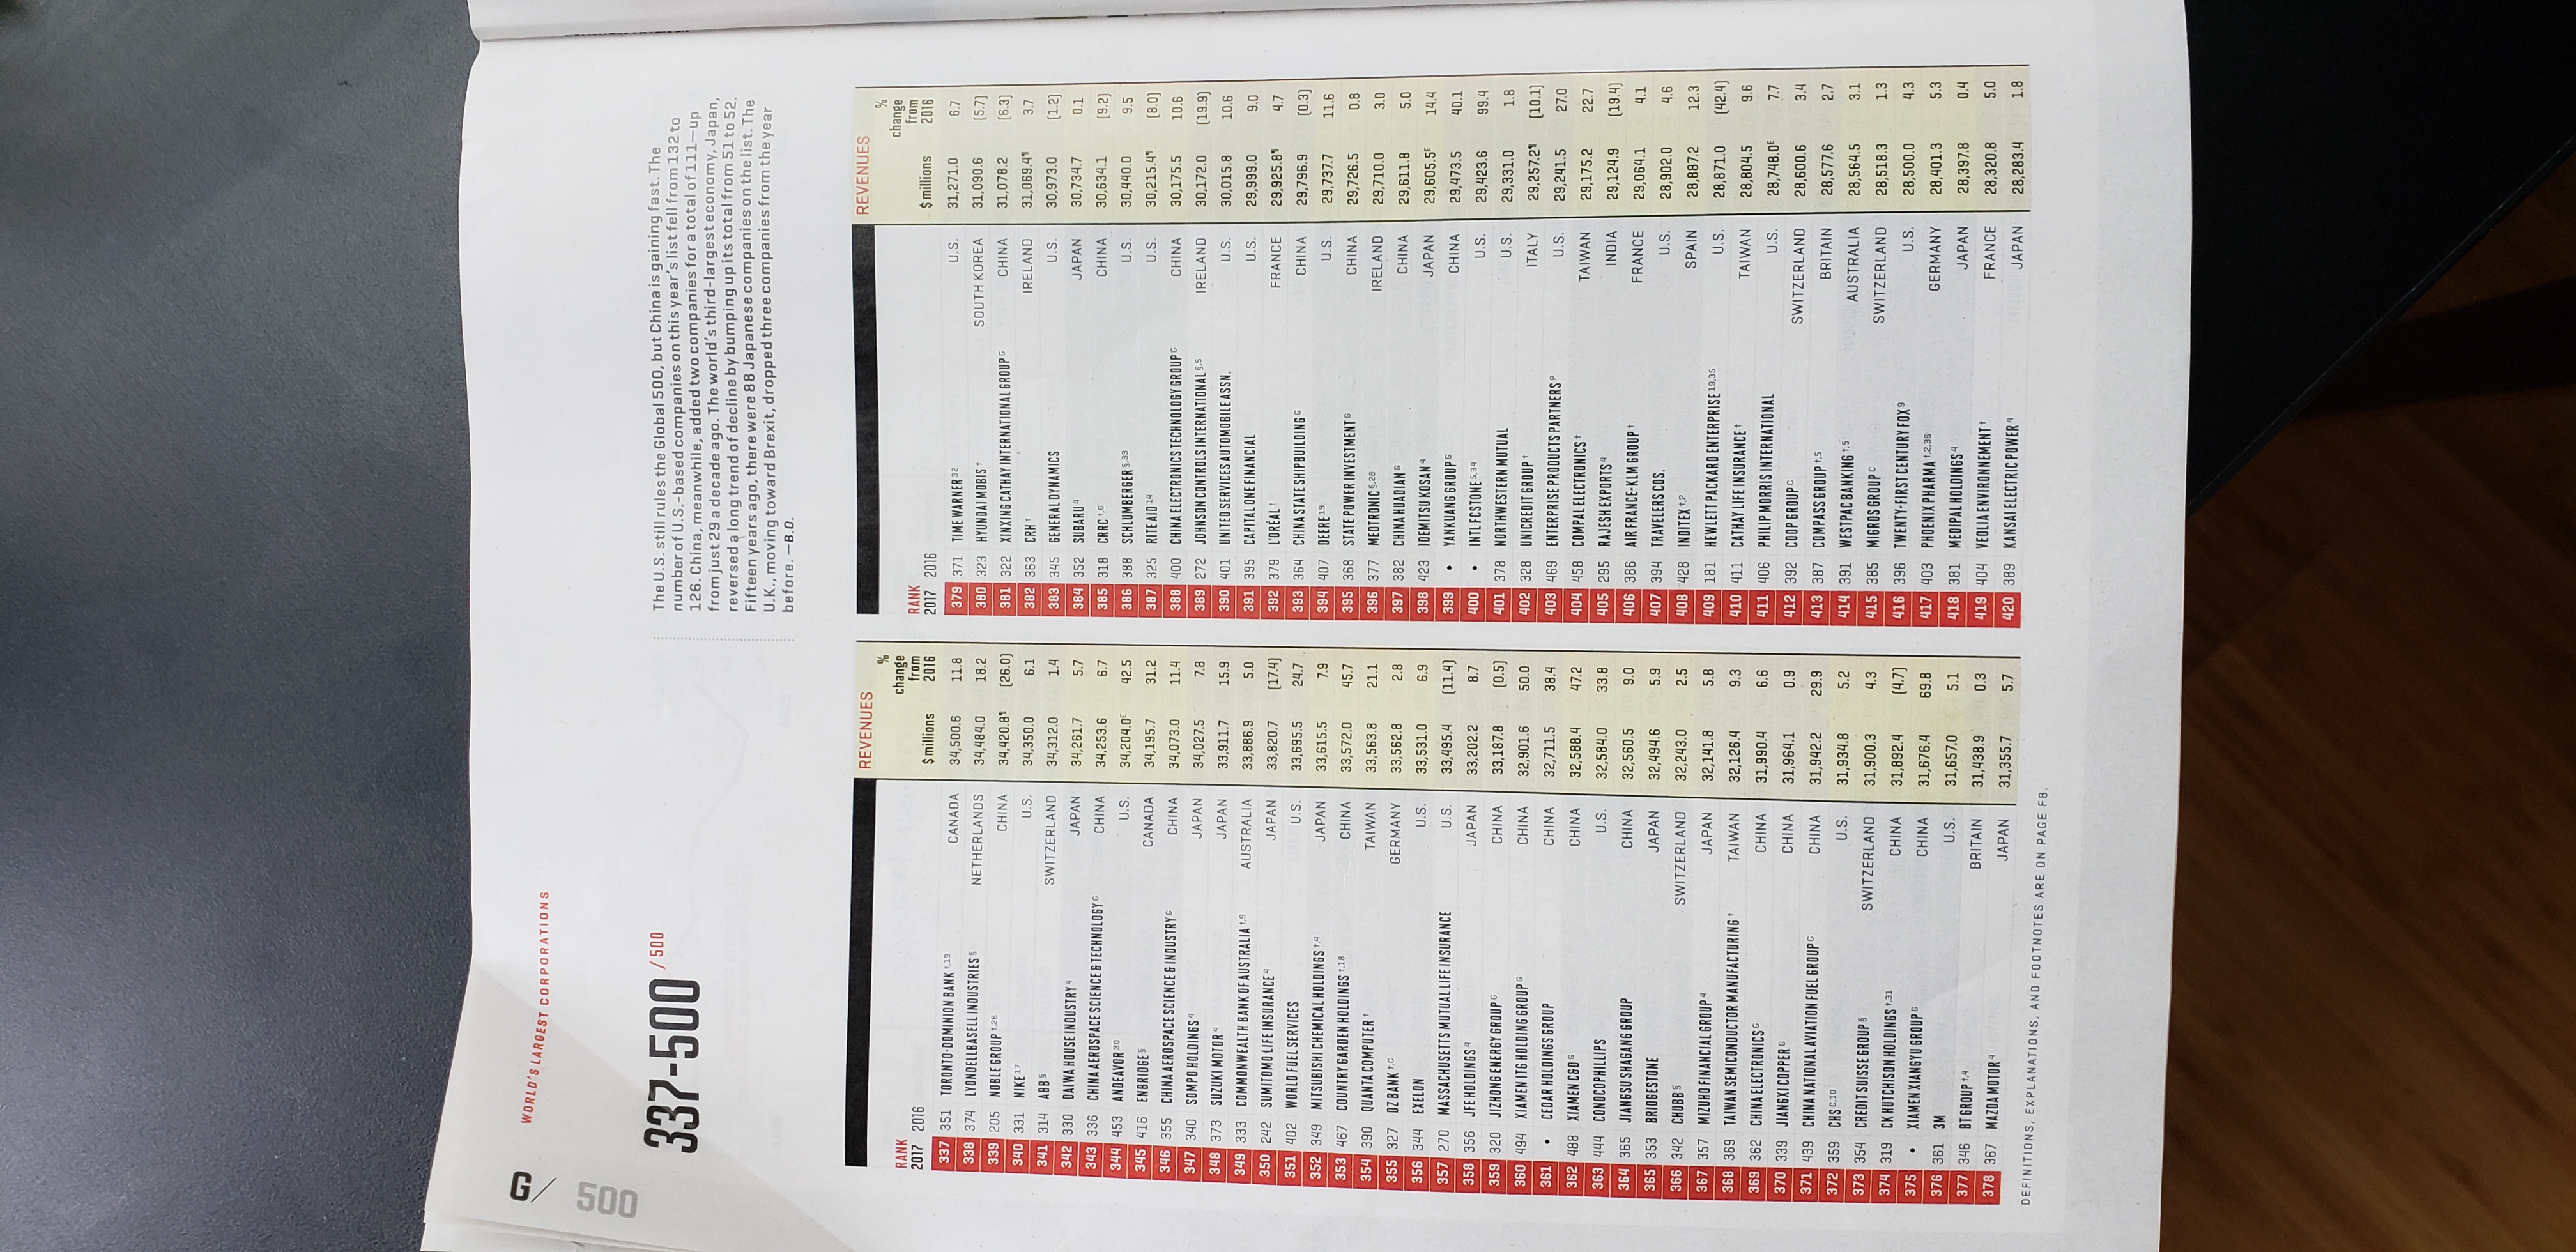 G/ 500
WORLD'S LARGEST CORPORATIONS
337-500 / 500
The U.S. still rules the Global 500, but China is gaining fast. The
number of U.S.-based companies on this year's list fell from 132 to
126. China, meanwhile, added two companies for a total of 111—up
from just 29 a decade ago. The world's third-largest economy, Japan,
reversed a long trend of decline by bumping up its total from 51 to 52.
Fifteen years ago, there were 88 Japanese companies on the list. The
U.K., moving toward Brexit, dropped three companies from the year
before. —B.O.
REVENUES
RANK
2017 2016
$ millions
% change from 2016
337 351 TORONTO-DOMINION BANK †,19 CANADA 34,500.6 11.8
338 374 LYONDELLBASELL INDUSTRIES § NETHERLANDS 34,484.0 18.2
339 205 NOBLE GROUP †,26 CHINA 34,420.8¶ (26.0)
340 331 NIKE 17 U.S. 34,350.0 6.1
341 314 ABB § SWITZERLAND 34,312.0 1.4
342 330 DAIWA HOUSE INDUSTRY 4 JAPAN 34,261.7 5.7
343 336 CHINA AEROSPACE SCIENCE & TECHNOLOGY G CHINA 34,253.6 6.7
344 453 ANDEAVOR 30 U.S. 34,204.0E 42.5
345 416 ENBRIDGE § CANADA 34,195.7 31.2
346 355 CHINA AEROSPACE SCIENCE & INDUSTRY G CHINA 34,073.0 11.4
347 340 SOMPO HOLDINGS 4 JAPAN 34,027.5 7.8
348 373 SUZUKI MOTOR 4 JAPAN 33,911.7 15.9
349 333 COMMONWEALTH BANK OF AUSTRALIA †,9 AUSTRALIA 33,886.9 5.0
350 242 SUMITOMO LIFE INSURANCE 4 JAPAN 33,820.7 (17.4)
351 402 WORLD FUEL SERVICES U.S. 33,695.5 24.7
352 349 MITSUBISHI CHEMICAL HOLDINGS †,4 JAPAN 33,615.5 7.9
353 467 COUNTRY GARDEN HOLDINGS †,18 CHINA 33,572.0 45.7
354 390 QUANTA COMPUTER † TAIWAN 33,563.8 21.1
355 327 DZ BANK †,C GERMANY 33,562.8 2.8
356 344 EXELON U.S. 33,531.0 6.9
357 270 MASSACHUSETTS MUTUAL LIFE INSURANCE U.S. 33,495.4 (11.4)
358 356 JFE HOLDINGS 4 JAPAN 33,202.2 8.7
359 320 JIZHONG ENERGY GROUP G CHINA 33,187.8 (0.5)
360 494 XIAMEN ITG HOLDING GROUP G CHINA 32,901.6 50.0
361 • CEDAR HOLDINGS GROUP CHINA 32,711.5 38.4
362 488 XIAMEN C&D G CHINA 32,588.4 47.2
363 444 CONOCOPHILLIPS U.S. 32,584.0 33.8
364 365 JIANGSU SHAGANG GROUP CHINA 32,560.5 9.0
365 353 BRIDGESTONE JAPAN 32,494.6 5.9
366 342 CHUBB § SWITZERLAND 32,243.0 2.5
367 357 MIZUHO FINANCIAL GROUP 4 JAPAN 32,141.8 5.8
368 369 TAIWAN SEMICONDUCTOR MANUFACTURING † TAIWAN 32,126.4 9.3
369 362 CHINA ELECTRONICS G CHINA 31,990.4 6.6
370 339 JIANGXI COPPER G CHINA 31,964.1 0.9
371 439 CHINA NATIONAL AVIATION FUEL GROUP G CHINA 31,942.2 29.9
372 359 CHS C,10 U.S. 31,934.8 5.2
373 354 CREDIT SUISSE GROUP § SWITZERLAND 31,900.3 4.3
374 319 CK HUTCHISON HOLDINGS †,31 CHINA 31,892.4 (4.7)
375 • XIAMEN XIANGYU GROUP G CHINA 31,676.4 69.8
376 361 3M U.S. 31,657.0 5.1
377 346 BT GROUP †,4 BRITAIN 31,438.9 0.3
378 367 MAZDA MOTOR 4 JAPAN 31,355.7 5.7
REVENUES
RANK
2017 2016
$ millions
% change from 2016
379 371 TIME WARNER 32 U.S. 31,271.0 6.7
380 323 HYUNDAI MOBIS † SOUTH KOREA 31,090.6 (5.7)
381 322 XINXING CATHAY INTERNATIONAL GROUP G CHINA 31,078.2 (6.3)
382 363 CRH † IRELAND 31,069.4¶ 3.7
383 345 GENERAL DYNAMICS U.S. 30,973.0 (1.2)
384 352 SUBARU 4 JAPAN 30,734.7 0.1
385 318 CRRC †,G CHINA 30,634.1 (9.2)
386 388 SCHLUMBERGER §,33 U.S. 30,440.0 9.5
387 325 RITE AID 14 U.S. 30,215.4¶ (8.0)
388 400 CHINA ELECTRONICS TECHNOLOGY GROUP G CHINA 30,175.5 10.6
389 272 JOHNSON CONTROLS INTERNATIONAL §,5 IRELAND 30,172.0 (19.9)
390 401 UNITED SERVICES AUTOMOBILE ASSN. U.S. 30,015.8 10.6
391 395 CAPITAL ONE FINANCIAL U.S. 29,999.0 9.0
392 379 L'ORÉAL † FRANCE 29,925.8¶ 4.7
393 364 CHINA STATE SHIPBUILDING G CHINA 29,796.9 (0.3)
394 407 DEERE 19 U.S. 29,737.7 11.6
395 368 STATE POWER INVESTMENT G CHINA 29,726.5 0.8
396 377 MEDTRONIC §,28 IRELAND 29,710.0 3.0
397 382 CHINA HUADIAN G CHINA 29,611.8 5.0
398 423 IDEMITSU KOSAN 4 JAPAN 29,605.5E 14.4
399 • YANKUANG GROUP G CHINA 29,473.5 40.1
400 • INTL FCSTONE 5,34 U.S. 29,423.6 99.4
401 378 NORTHWESTERN MUTUAL U.S. 29,331.0 1.8
402 328 UNICREDIT GROUP † ITALY 29,257.2¶ (10.1)
403 469 ENTERPRISE PRODUCTS PARTNERS P U.S. 29,241.5 27.0
404 458 COMPAL ELECTRONICS † TAIWAN 29,175.2 22.7
405 295 RAJESH EXPORTS 4 INDIA 29,124.9 (19.4)
406 386 AIR FRANCE-KLM GROUP † FRANCE 29,064.1 4.1
407 394 TRAVELERS COS. U.S. 28,902.0 4.6
408 428 INDITEX †,2 SPAIN 28,887.2 12.3
409 181 HEWLETT PACKARD ENTERPRISE 19,35 U.S. 28,871.0 (42.4)
410 411 CATHAY LIFE INSURANCE † TAIWAN 28,804.5 9.6
411 406 PHILIP MORRIS INTERNATIONAL U.S. 28,748.0E 7.7
412 392 COOP GROUP C SWITZERLAND 28,600.6 3.4
413 387 COMPASS GROUP †,5 BRITAIN 28,577.6 2.7
414 391 WESTPAC BANKING †,5 AUSTRALIA 28,564.5 3.1
415 385 MIGROS GROUP C SWITZERLAND 28,518.3 1.3
416 396 TWENTY-FIRST CENTURY FOX 9 U.S. 28,500.0 4.3
417 403 PHOENIX PHARMA †,2,36 GERMANY 28,401.3 5.3
418 381 MEDIPAL HOLDINGS 4 JAPAN 28,397.8 0.4
419 404 VEOLIA ENVIRONNEMENT † FRANCE 28,320.8 5.0
420 389 KANSAI ELECTRIC POWER 4 JAPAN 28,283.4 1.8
DEFINITIONS, EXPLANATIONS, AND FOOTNOTES ARE ON PAGE F8.